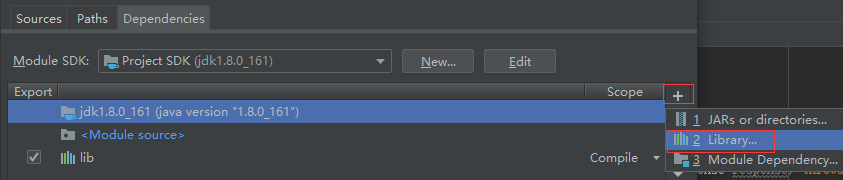 Sources Paths Dependencies
Module SDK: Project SDK (jdk1.8.0_161) New... Edit
Export Scope +
jdk1.8.0_161 (java version "1.8.0_161")
1 JARs or directories...
<Module source>
2 Library...
lib Compile
3 Module Dependency...